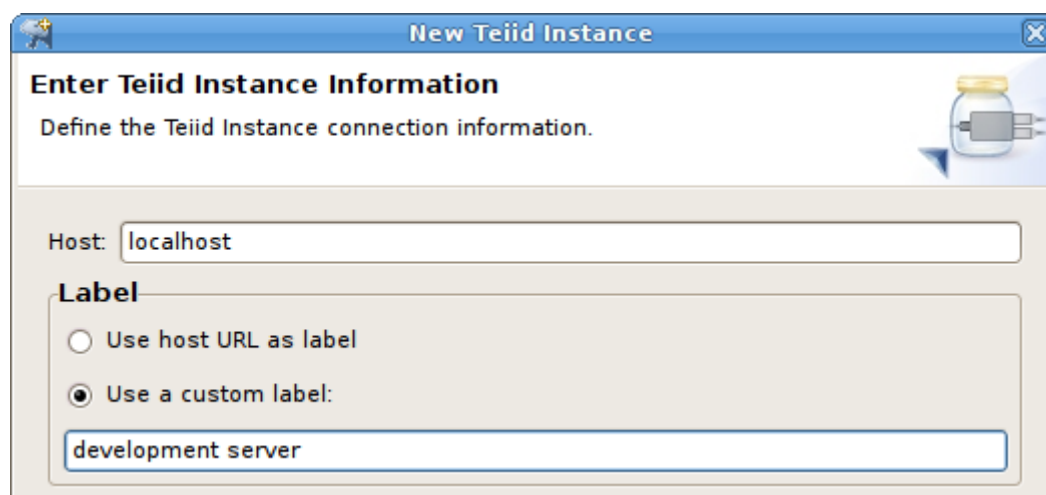 New Teiid Instance
Enter Teiid Instance Information
Define the Teiid Instance connection information.
Host: localhost
Label
Use host URL as label
Use a custom label:
development server